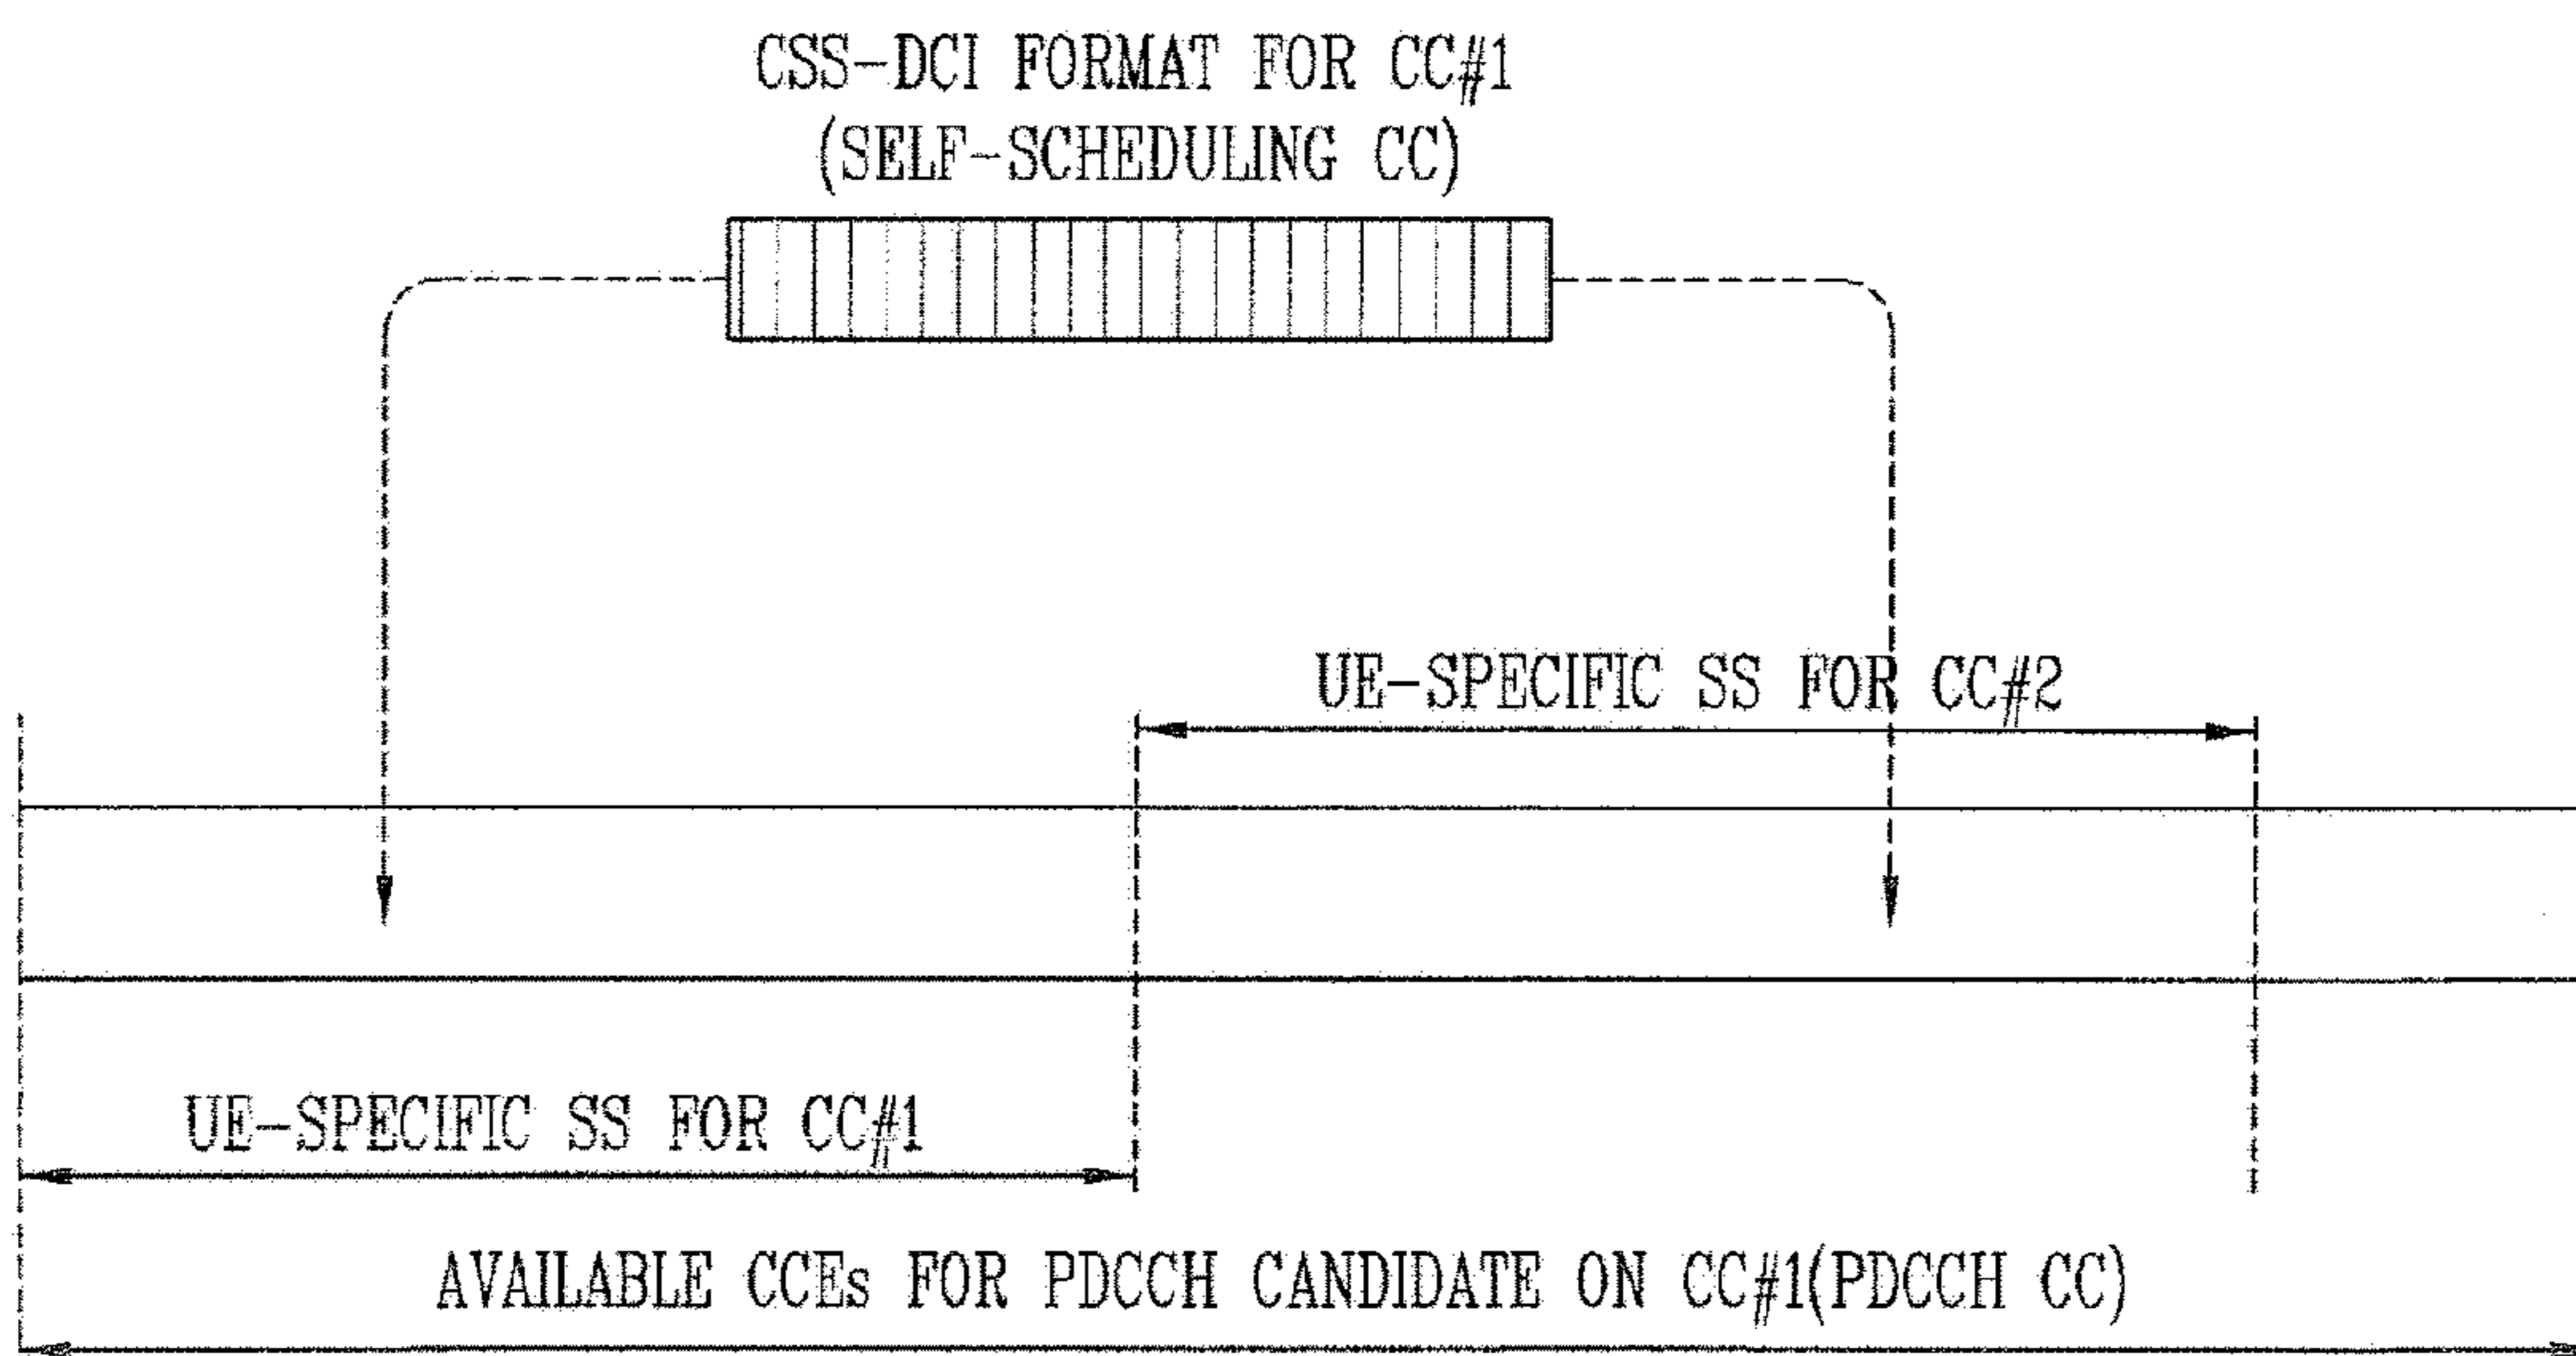 CSS-DCI FORMAT FOR CC#1
(SELF-SCHEDULING CC)
UE-SPECIFIC SS FOR CC#2
UE-SPECIFIC SS FOR CC#1
AVAILABLE CCEs FOR PDCCH CANDIDATE ON CC#1(PDCCH CC)